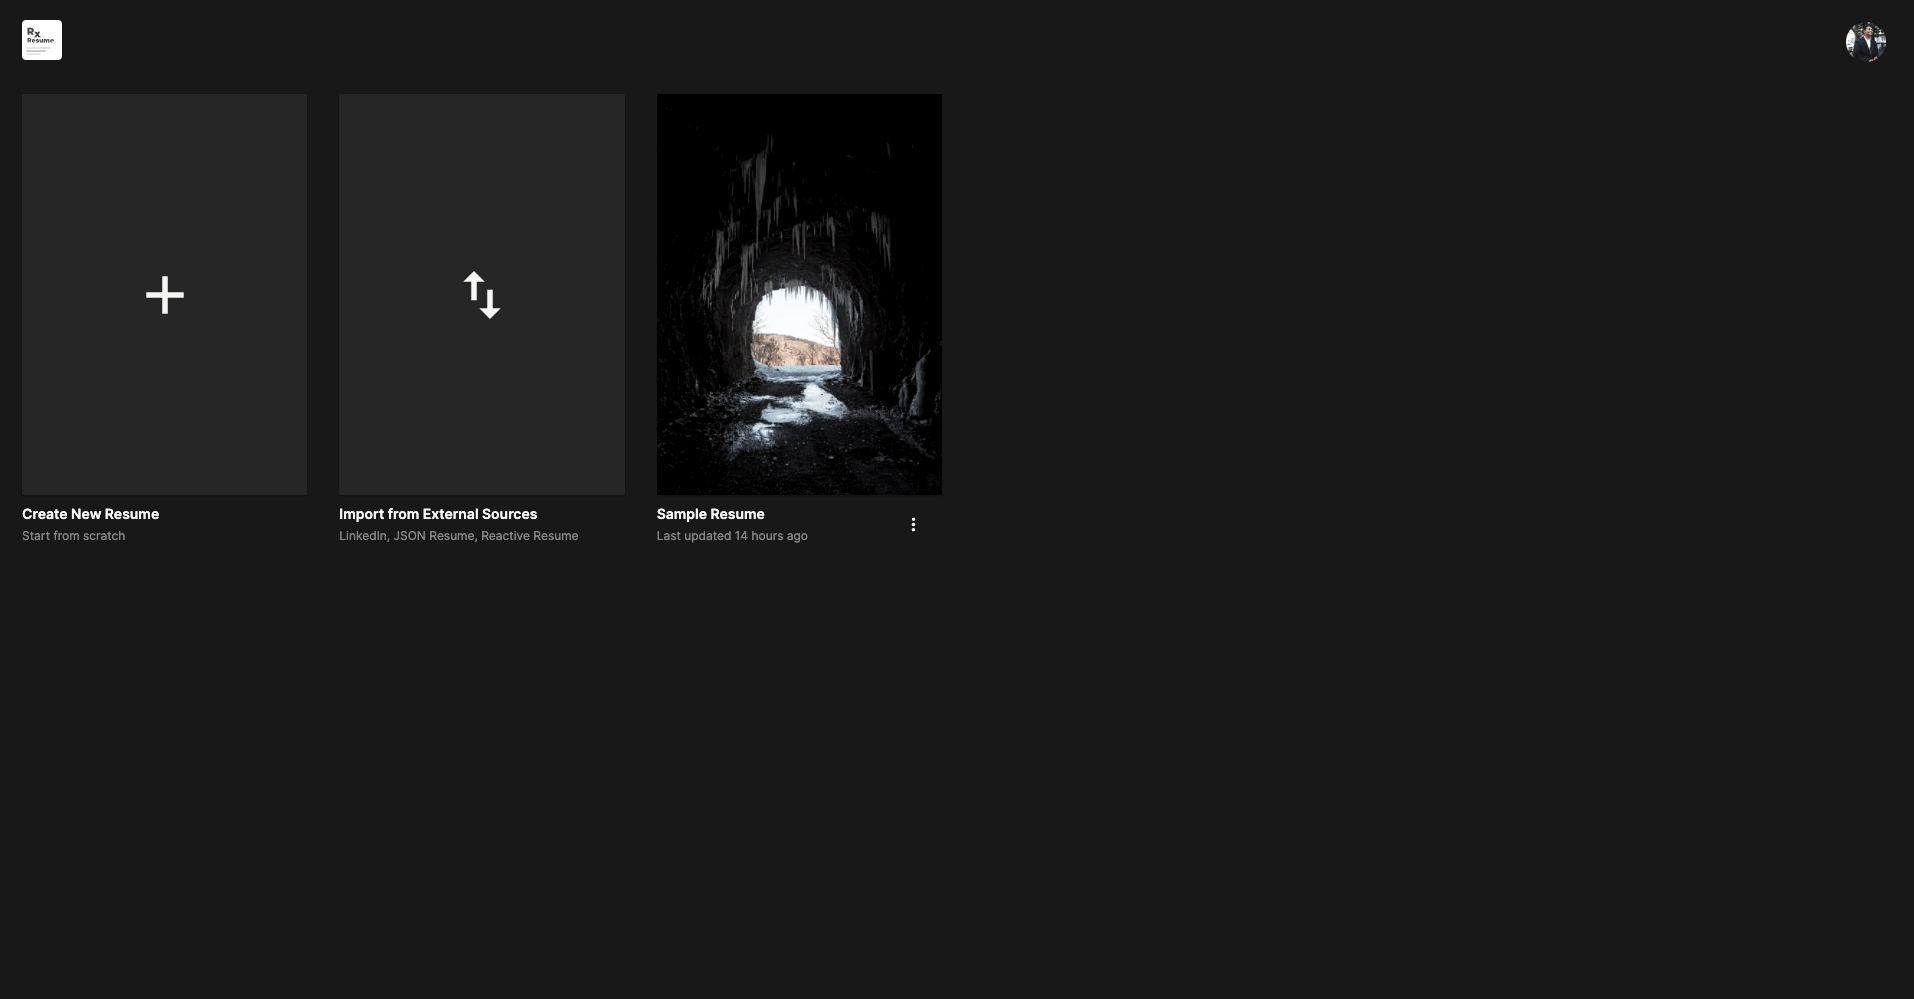 Rx
Resume
Create New Resume
Start from scratch
Import from External Sources
LinkedIn, JSON Resume, Reactive Resume
Sample Resume
Last updated 14 hours ago